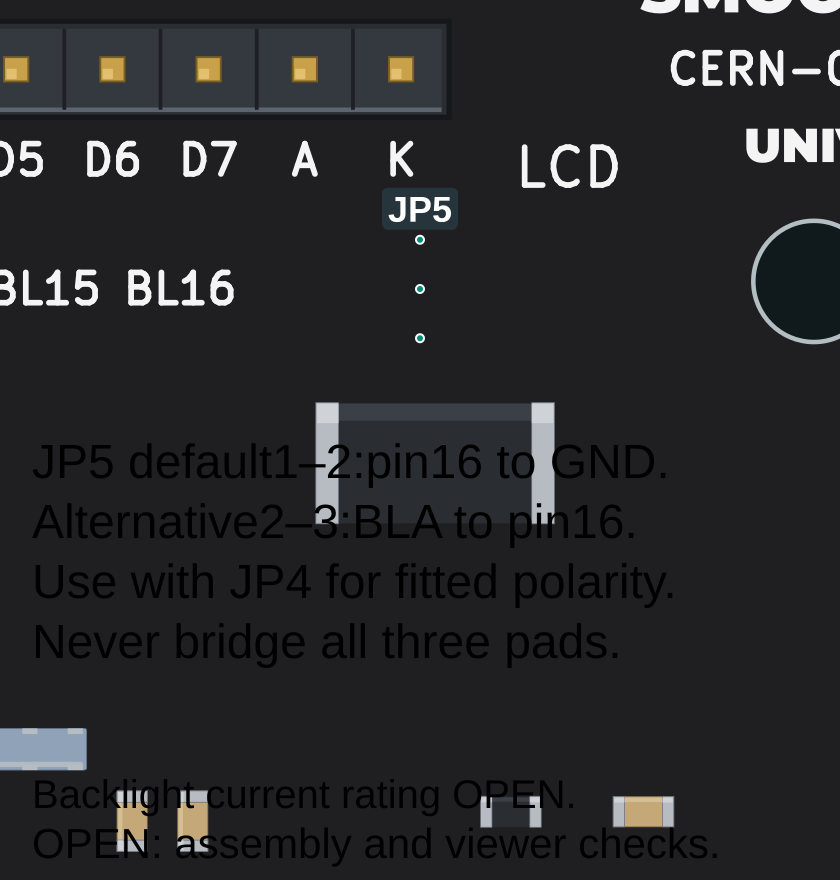 CERN-
D5 D6 D7 A K LCD
UNI
JP5
BL15 BL16
JP5 default1–2:pin16 to GND.
Alternative2–3:BLA to pin16.
Use with JP4 for fitted polarity.
Never bridge all three pads.
Backlight current rating OPEN.
OPEN: assembly and viewer checks.